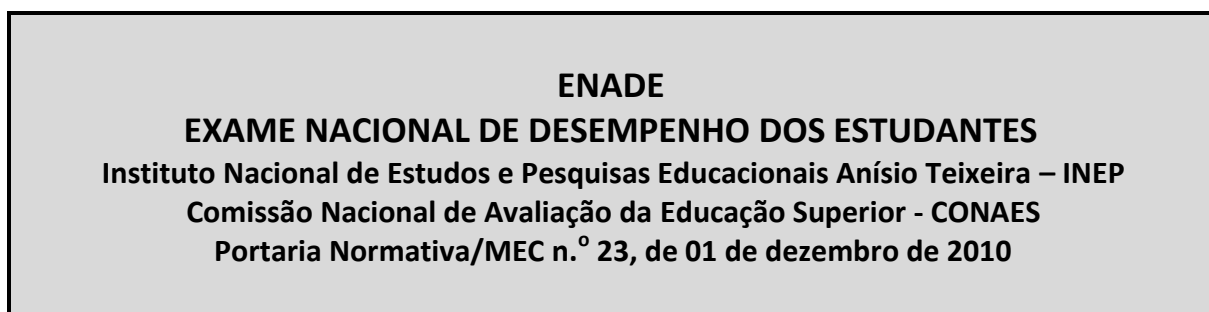 ENADE
EXAME NACIONAL DE DESEMPENHO DOS ESTUDANTES
Instituto Nacional de Estudos e Pesquisas Educacionais Anísio Teixeira – INEP
Comissão Nacional de Avaliação da Educação Superior - CONAES
Portaria Normativa/MEC n.º 23, de 01 de dezembro de 2010